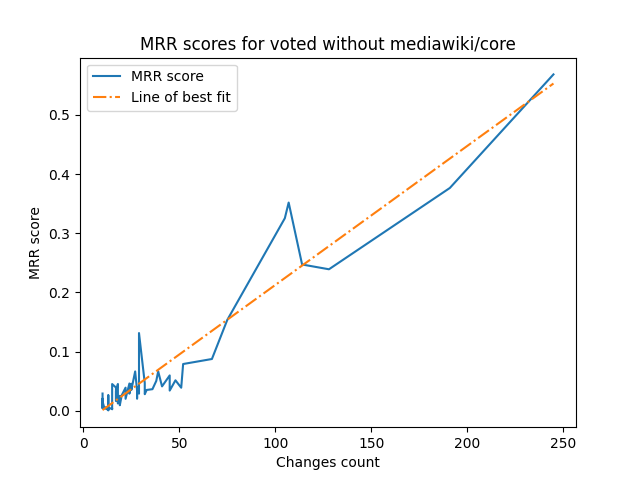 MRR scores for voted without mediawiki/core
MRR score
Line of best fit
0.5
0.4
0.3
0.2
0.1
0.0
MRR score
0
50
100
150
200
250
Changes count